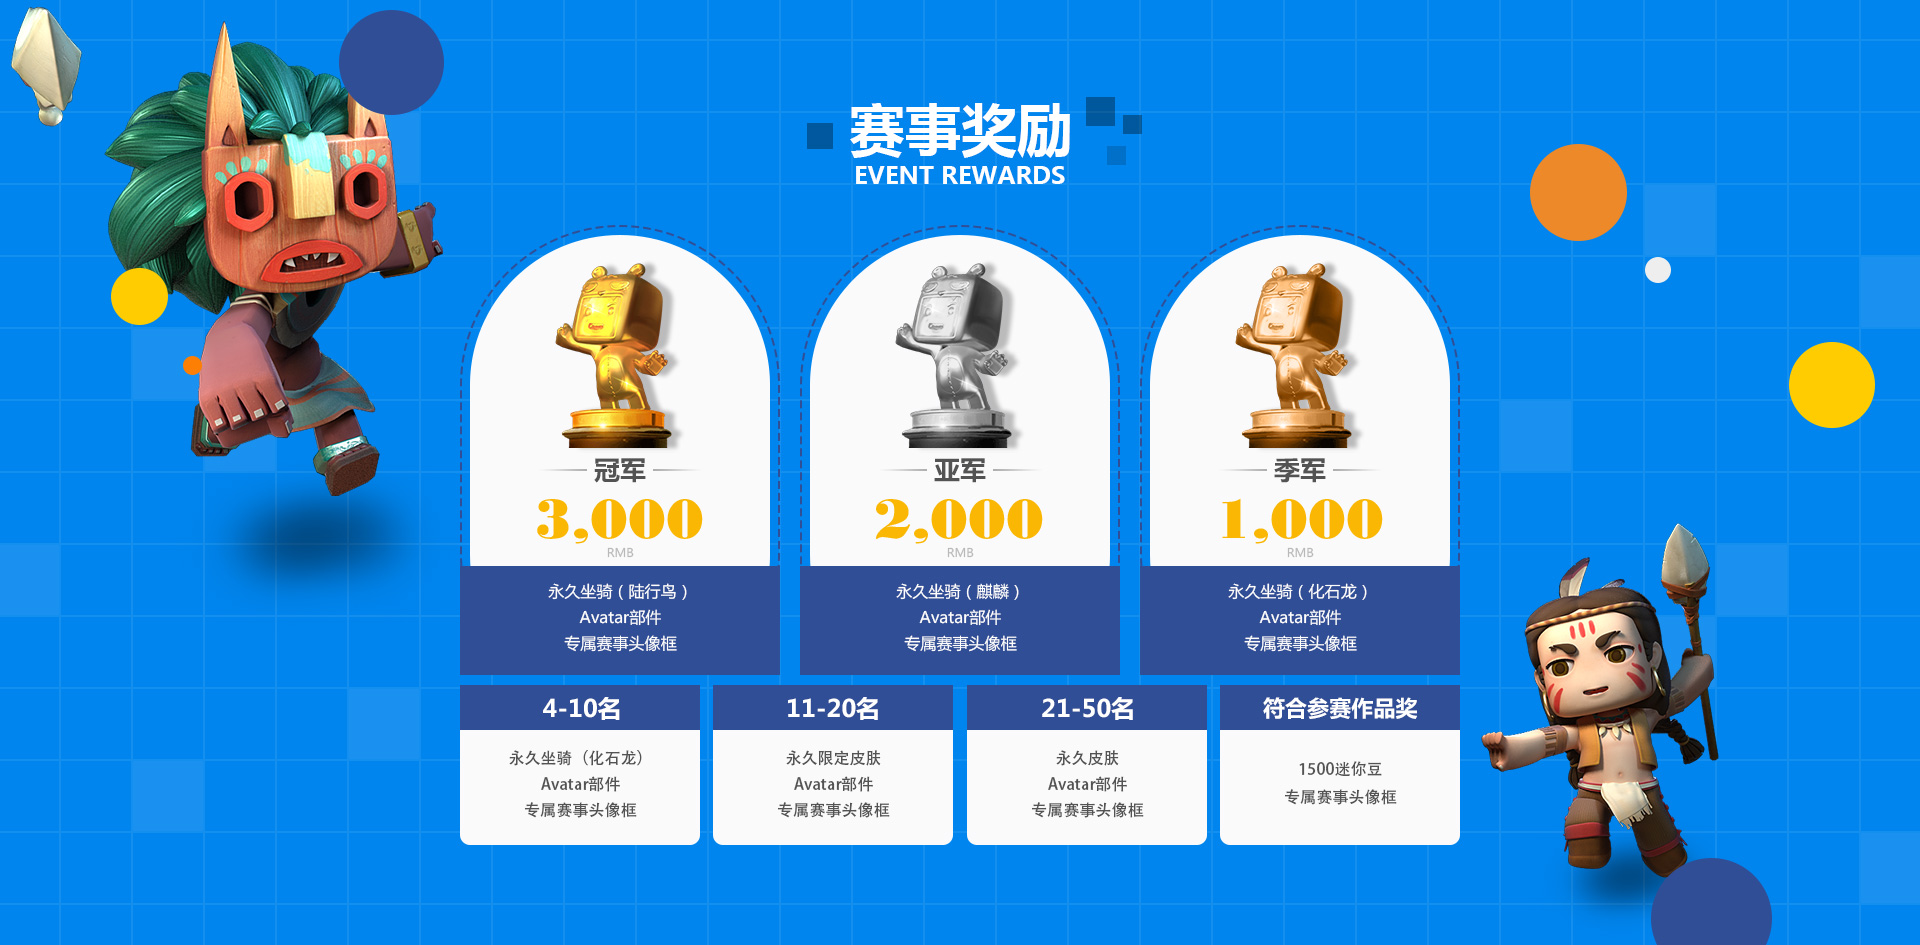 赛事奖励
EVENT REWARDS
冠军
3,000
RMB
永久坐骑（陆行鸟）
Avatar部件
专属赛事头像框
亚军
2,000
RMB
永久坐骑（麒麟）
Avatar部件
专属赛事头像框
季军
1,000
RMB
永久坐骑（化石龙）
Avatar部件
专属赛事头像框
4-10名
永久坐骑（化石龙）
Avatar部件
专属赛事头像框
11-20名
永久限定皮肤
Avatar部件
专属赛事头像框
21-50名
永久皮肤
Avatar部件
专属赛事头像框
符合参赛作品奖
1500迷你豆
专属赛事头像框